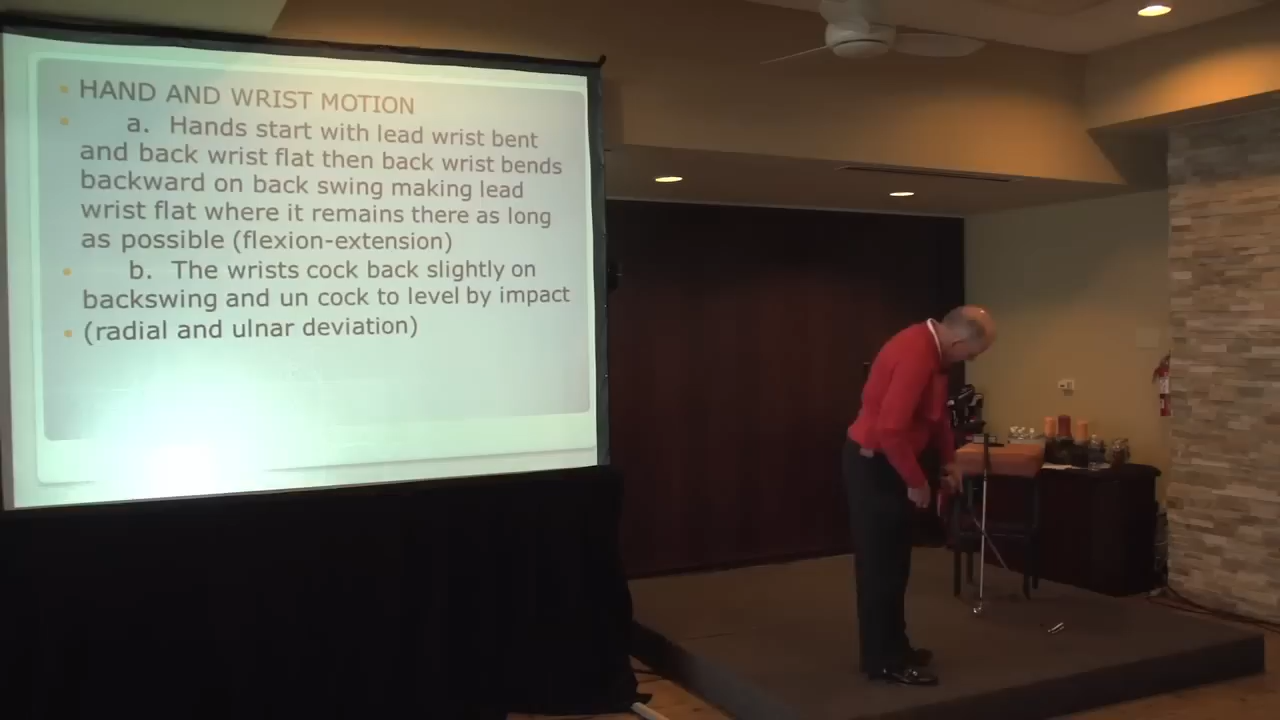 HAND AND WRIST MOTION
a. Hands start with lead wrist bent
and back wrist flat then back wrist bends
backward on back swing making lead
wrist flat where it remains there as long
as possible (flexion-extension)
b. The wrists cock back slightly on
backswing and un cock to level by impact
(radial and ulnar deviation)